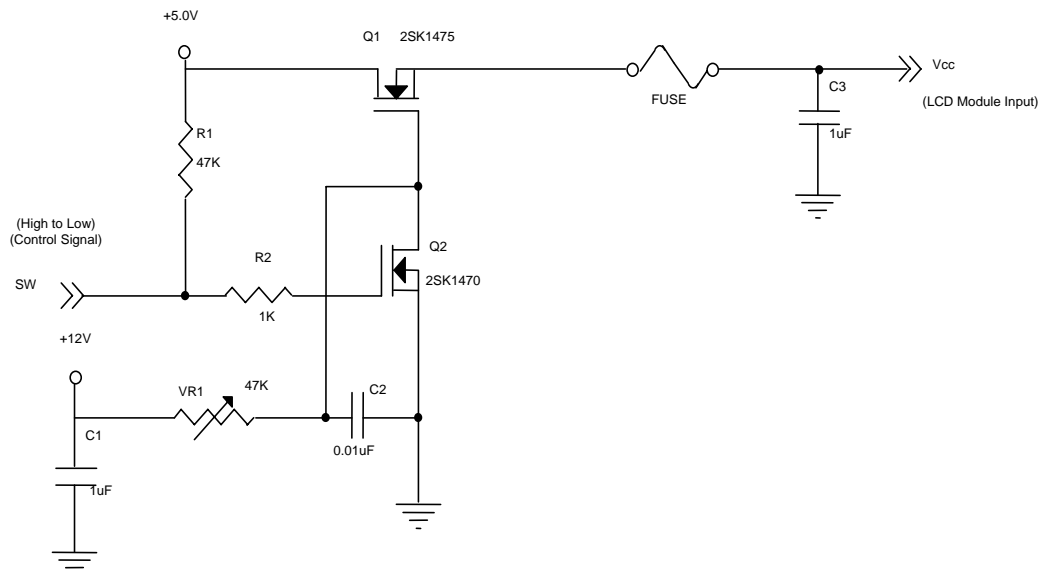 +5.0V
Q1 2SK1475
Vcc
(LCD Module Input)
C3
1uF
FUSE
R1
47K
(High to Low)
(Control Signal)
SW
R2
1K
Q2
2SK1470
+12V
VR1
47K
C2
0.01uF
C1
1uF